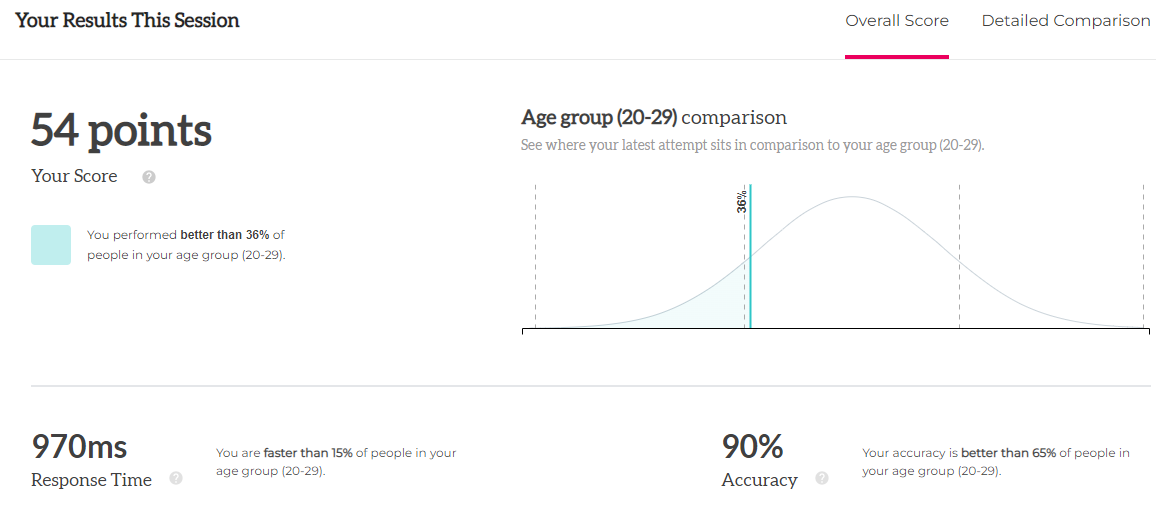 Your Results This Session
Overall Score
Detailed Comparison
54 points
Your Score
?
You performed better than 36% of
people in your age group (20-29).
Age group (20-29) comparison
See where your latest attempt sits in comparison to your age group (20-29).
36%
970ms
Response Time
?
You are faster than 15% of people in your
age group (20-29).
90%
Accuracy
?
Your accuracy is better than 65% of people in
your age group (20-29).